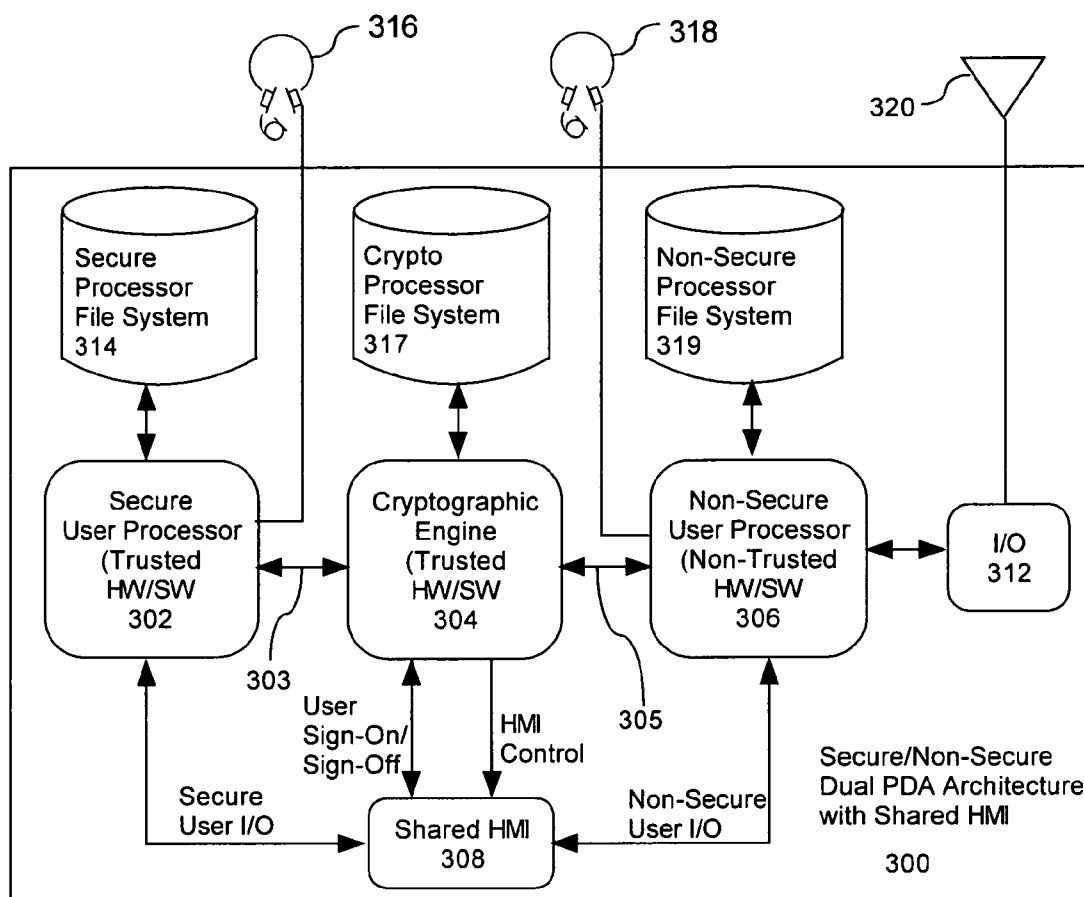 316
318
320
Secure
Processor
File System
314
Crypto
Processor
File System
317
Non-Secure
Processor
File System
319
Secure
User Processor
(Trusted
HW/SW
302
Cryptographic
Engine
(Trusted
HW/SW
304
Non-Secure
User Processor
(Non-Trusted
HW/SW
306
I/O
312
303
305
User
Sign-On/
Sign-Off
HMI
Control
Secure
User I/O
Shared HMI
308
Non-Secure
User I/O
Secure/Non-Secure
Dual PDA Architecture
with Shared HMI
300